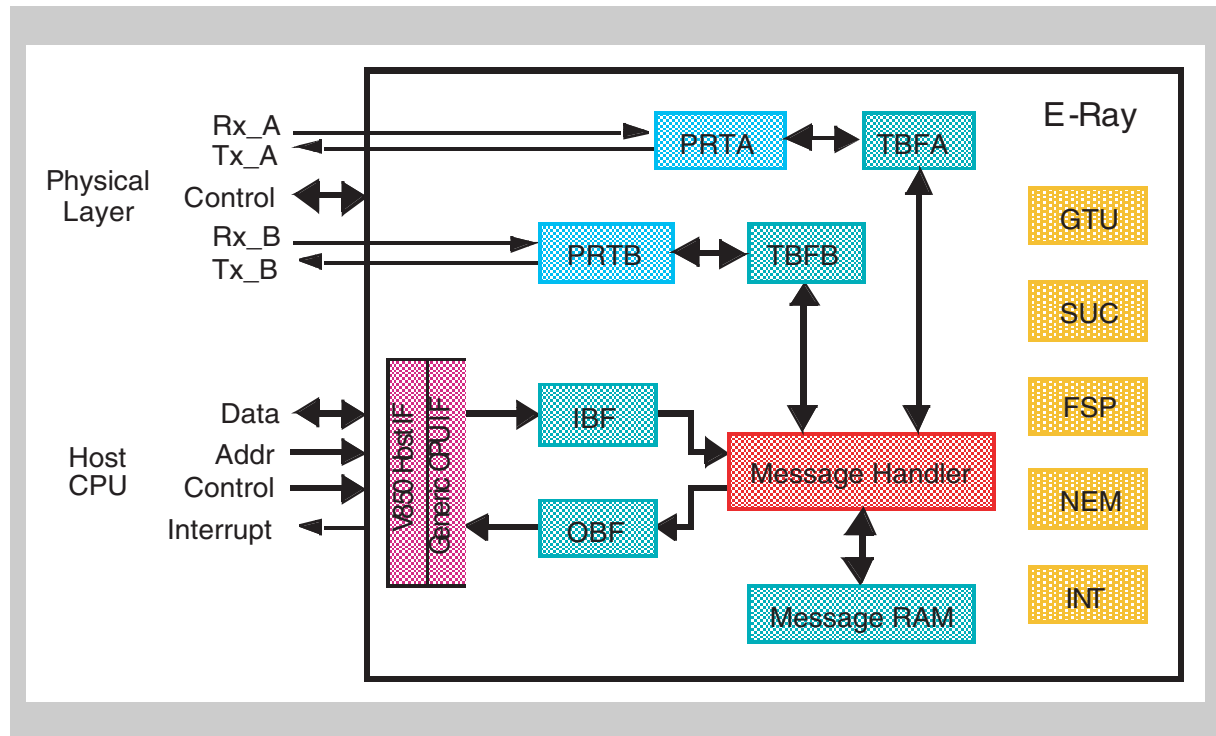 E-Ray
Rx_A
Tx_A
PRTA
TBFA
Physical
Layer
Control
GTU
Rx_B
Tx_B
PRTB
TBFB
SUC
V850 Host IF
Generic CPU IF
Data
IBF
FSP
Host
CPU
Addr
Control
Message Handler
NEM
Interrupt
OBF
Message RAM
INT